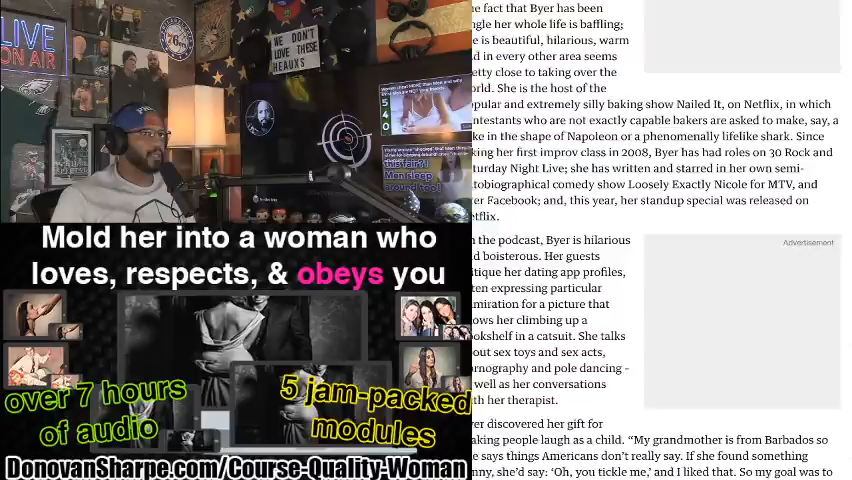 LIVE
ON AIR
76ers
WE DON'T
LOVE THESE
HEAUXS
5
4
0
this fair?!
Men sleep
around too!
Mold her into a woman who
loves, respects, & obeys you
over 7 hours
of audio
5 jam-packed
modules
DonovanSharpe.com/Course-Quality-Woman
e fact that Byer has been
ngle her whole life is baffling;
e is beautiful, hilarious, warm
d in every other area seems
etty close to taking over the
orld. She is the host of the
opular and extremely silly baking show Nailed It, on Netflix, in which
ntestants who are not exactly capable bakers are asked to make, say, a
ke in the shape of Napoleon or a phenomenally lifelike shark. Since
king her first improv class in 2008, Byer has had roles on 30 Rock and
turday Night Live; she has written and starred in her own semi-
tobiographical comedy show Loosely Exactly Nicole for MTV, and
er Facebook; and, this year, her standup special was released on
etflix.
n the podcast, Byer is hilarious
d boisterous. Her guests
itique her dating app profiles,
ten expressing particular
miration for a picture that
ows her climbing up a
okshelf in a catsuit. She talks
out sex toys and sex acts,
rnography and pole dancing –
well as her conversations
th her therapist.
Advertisement
er discovered her gift for
aking people laugh as a child. “My grandmother is from Barbados so
e says things Americans don’t really say. If she found something
nny, she’d say: ‘Oh, you tickle me,’ and I liked that. So my goal was to